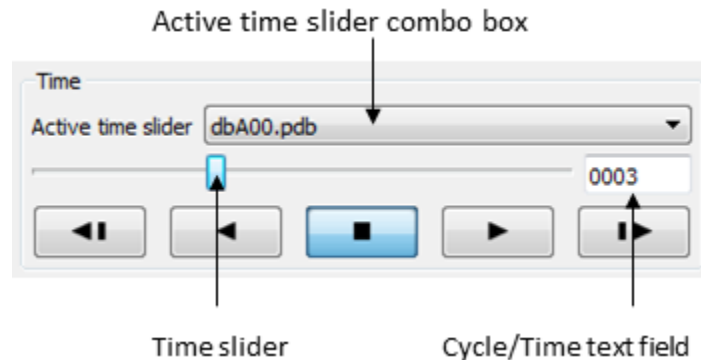 Active time slider combo box
Time
Active time slider dbA00.pdb
0003
Time slider Cycle/Time text field